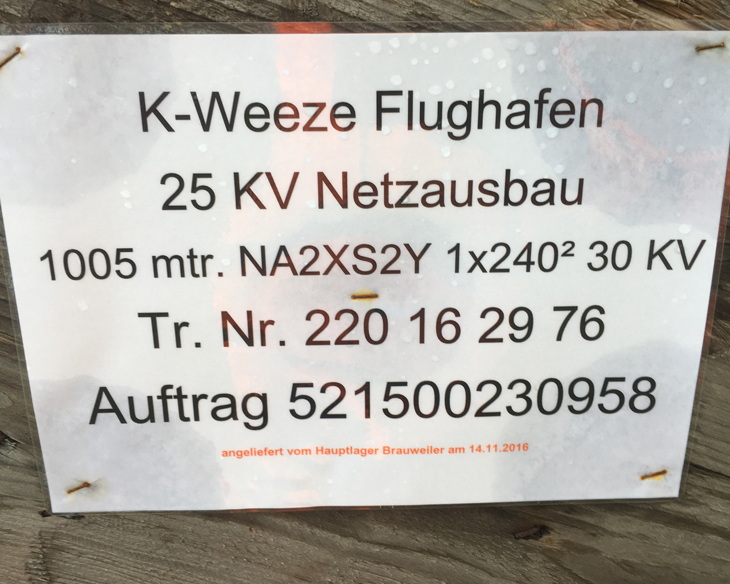 K-Weeze Flughafen
25 KV Netzausbau
1005 mtr. NA2XS2Y 1x240² 30 KV
Tr. Nr. 220 16 29 76
Auftrag 521500230958
angeliefert vom Hauptlager Brauweiler am 14.11.2016